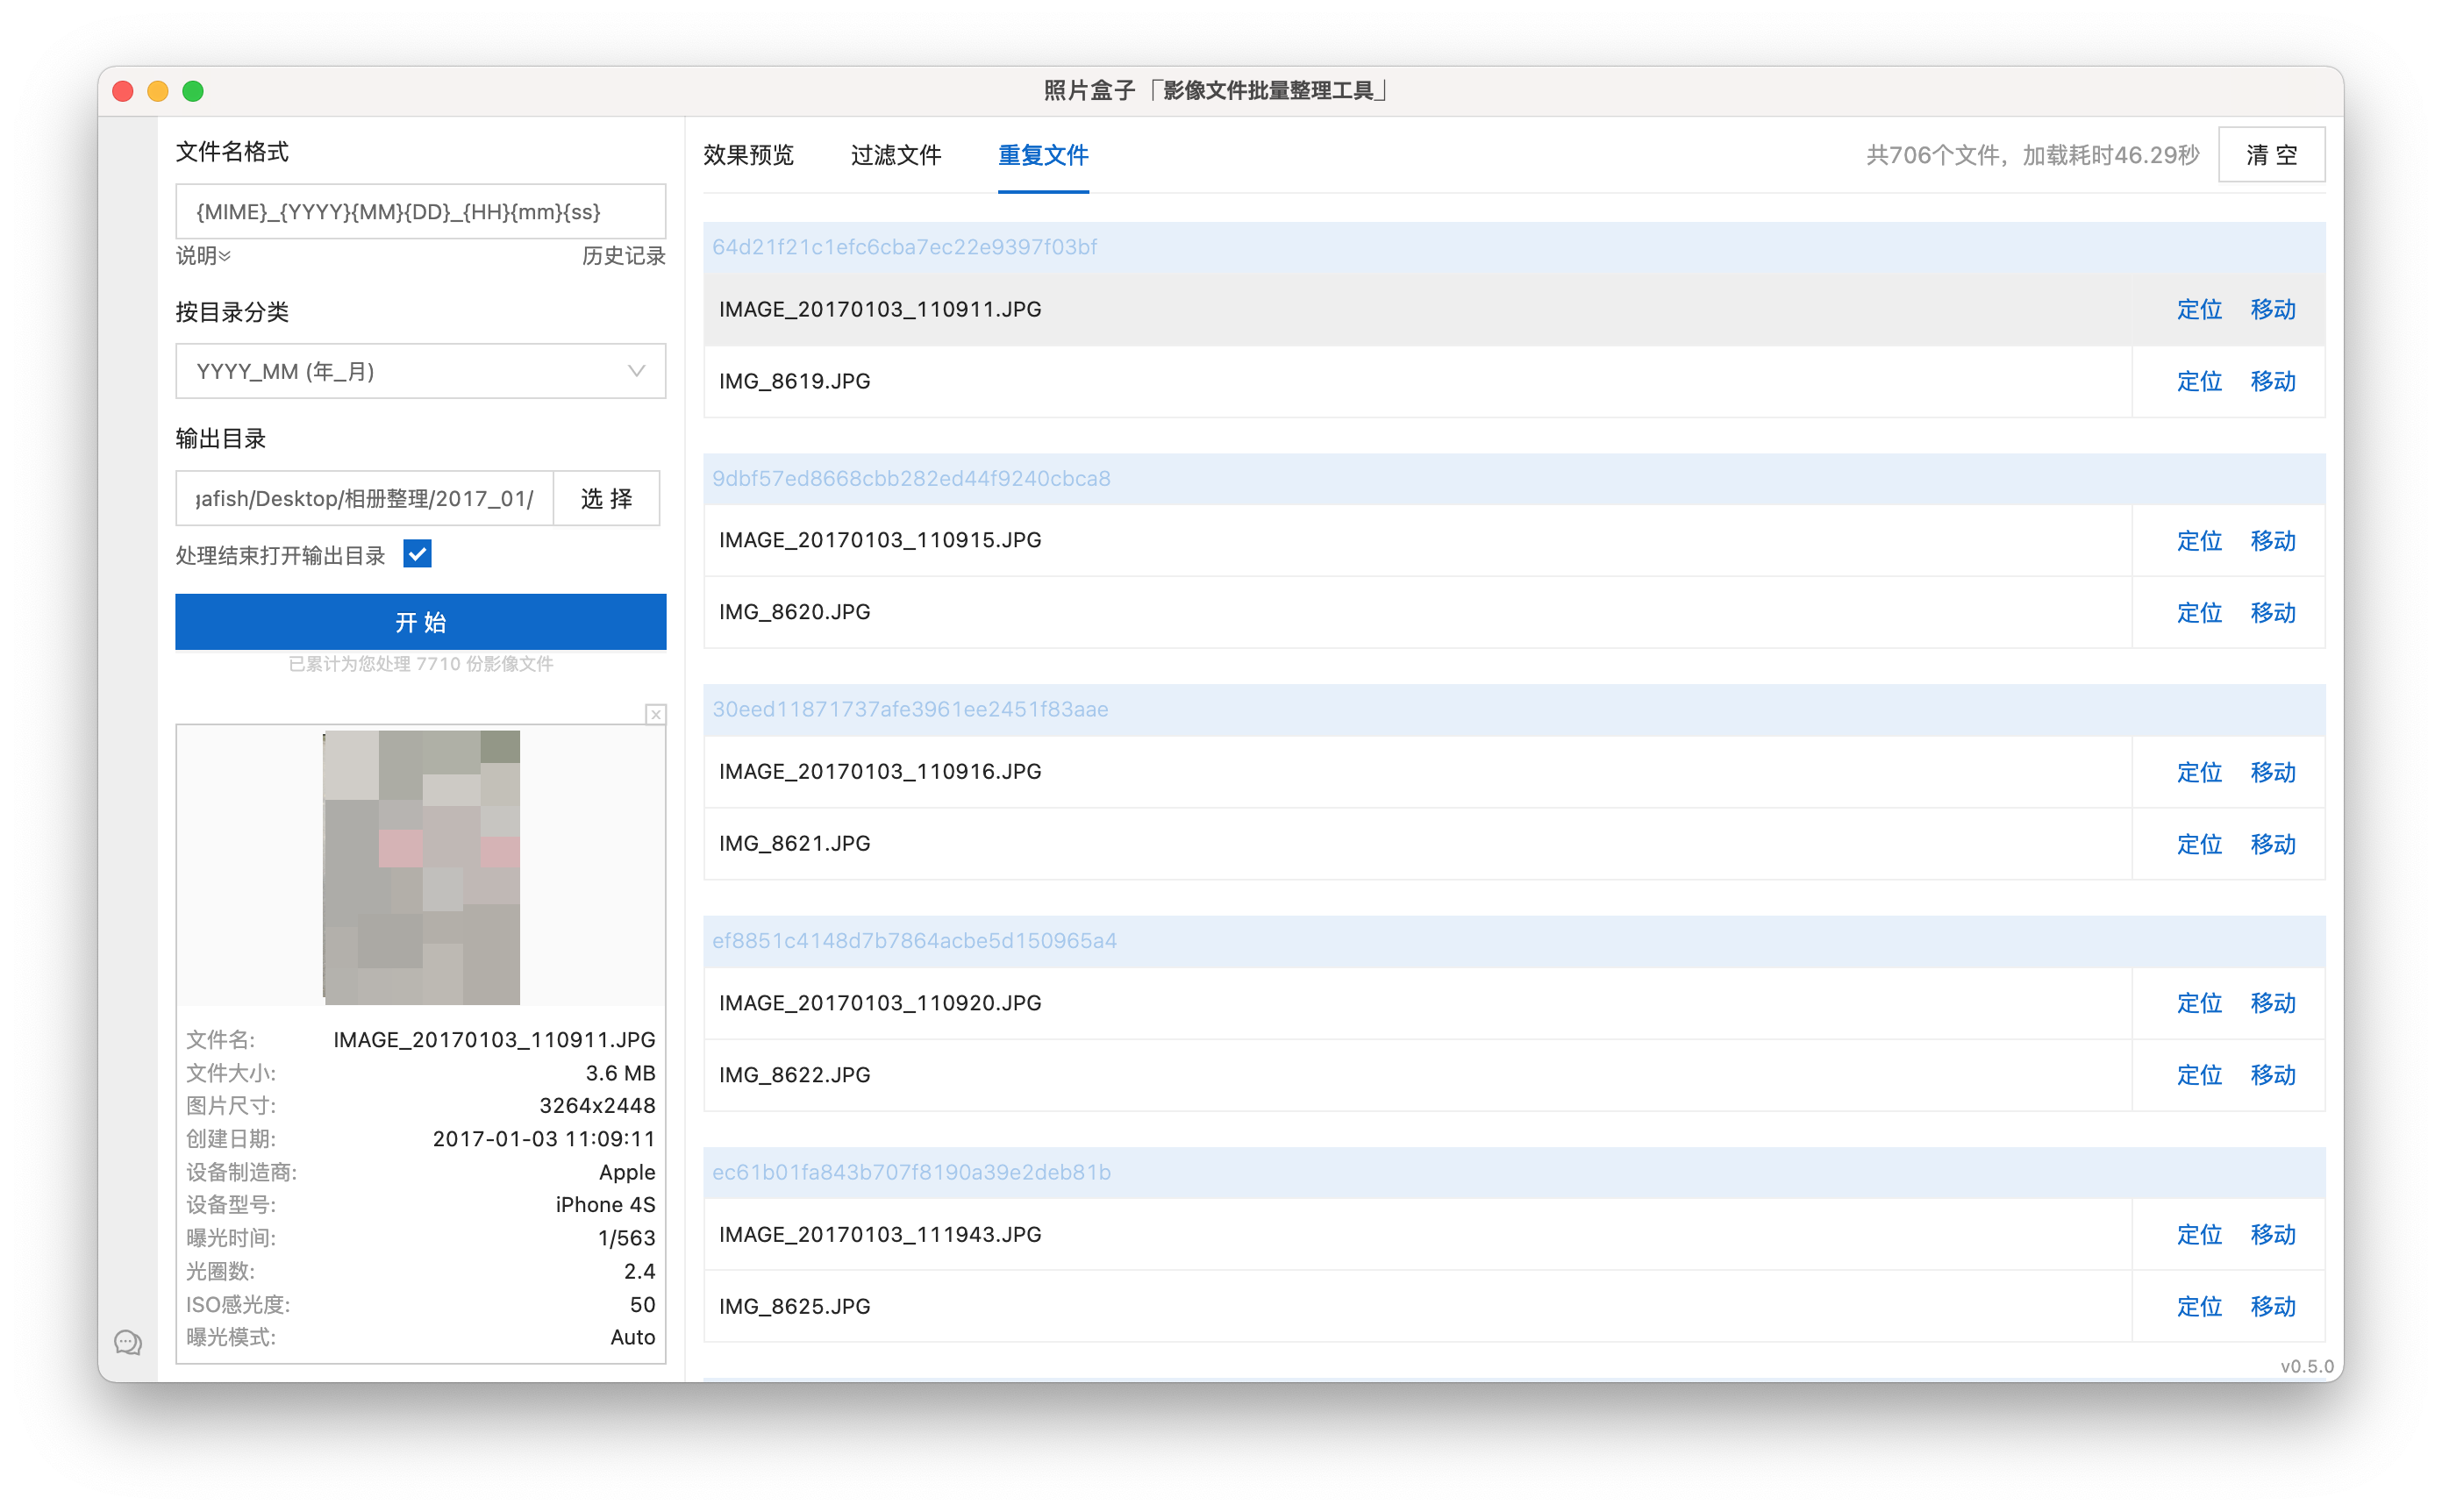 照片盒子「影像文件批量整理工具」
文件名格式
{MIME}_{YYYY}{MM}{DD}_{HH}{mm}{ss}
说明
历史记录
按目录分类
YYYY_MM (年_月)
输出目录
gafish/Desktop/相册整理/2017_01/
选 择
处理结束打开输出目录
开 始
已累计为您处理 7710 份影像文件
文件名: IMAGE_20170103_110911.JPG
文件大小: 3.6 MB
图片尺寸: 3264x2448
创建日期: 2017-01-03 11:09:11
设备制造商: Apple
设备型号: iPhone 4S
曝光时间: 1/563
光圈数: 2.4
ISO感光度: 50
曝光模式: Auto
效果预览 过滤文件 重复文件
共706个文件，加载耗时46.29秒
清 空
64d21f21c1efc6cba7ec22e9397f03bf
IMAGE_20170103_110911.JPG 定位 移动
IMG_8619.JPG 定位 移动
9dbf57ed8668cbb282ed44f9240cbca8
IMAGE_20170103_110915.JPG 定位 移动
IMG_8620.JPG 定位 移动
30eed11871737afe3961ee2451f83aae
IMAGE_20170103_110916.JPG 定位 移动
IMG_8621.JPG 定位 移动
ef8851c4148d7b7864acbe5d150965a4
IMAGE_20170103_110920.JPG 定位 移动
IMG_8622.JPG 定位 移动
ec61b01fa843b707f8190a39e2deb81b
IMAGE_20170103_111943.JPG 定位 移动
IMG_8625.JPG 定位 移动
v0.5.0